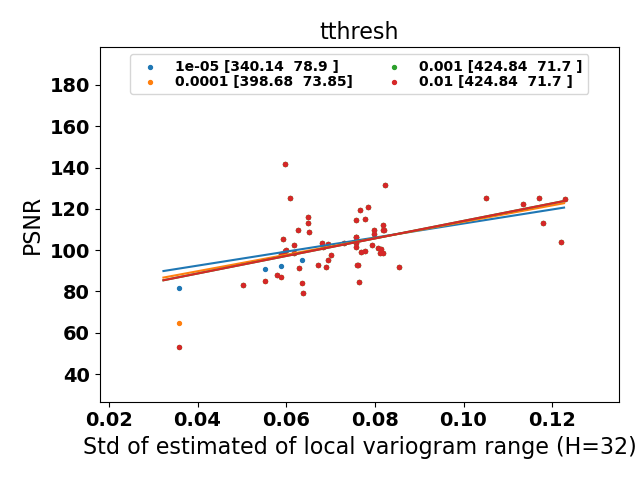 tthresh
1e-05 [340.14  78.9 ]
0.0001 [398.68  73.85]
0.001 [424.84  71.7 ]
0.01 [424.84  71.7 ]
PSNR
180
160
140
120
100
80
60
40
0.02 0.04 0.06 0.08 0.10 0.12
Std of estimated of local variogram range (H=32)